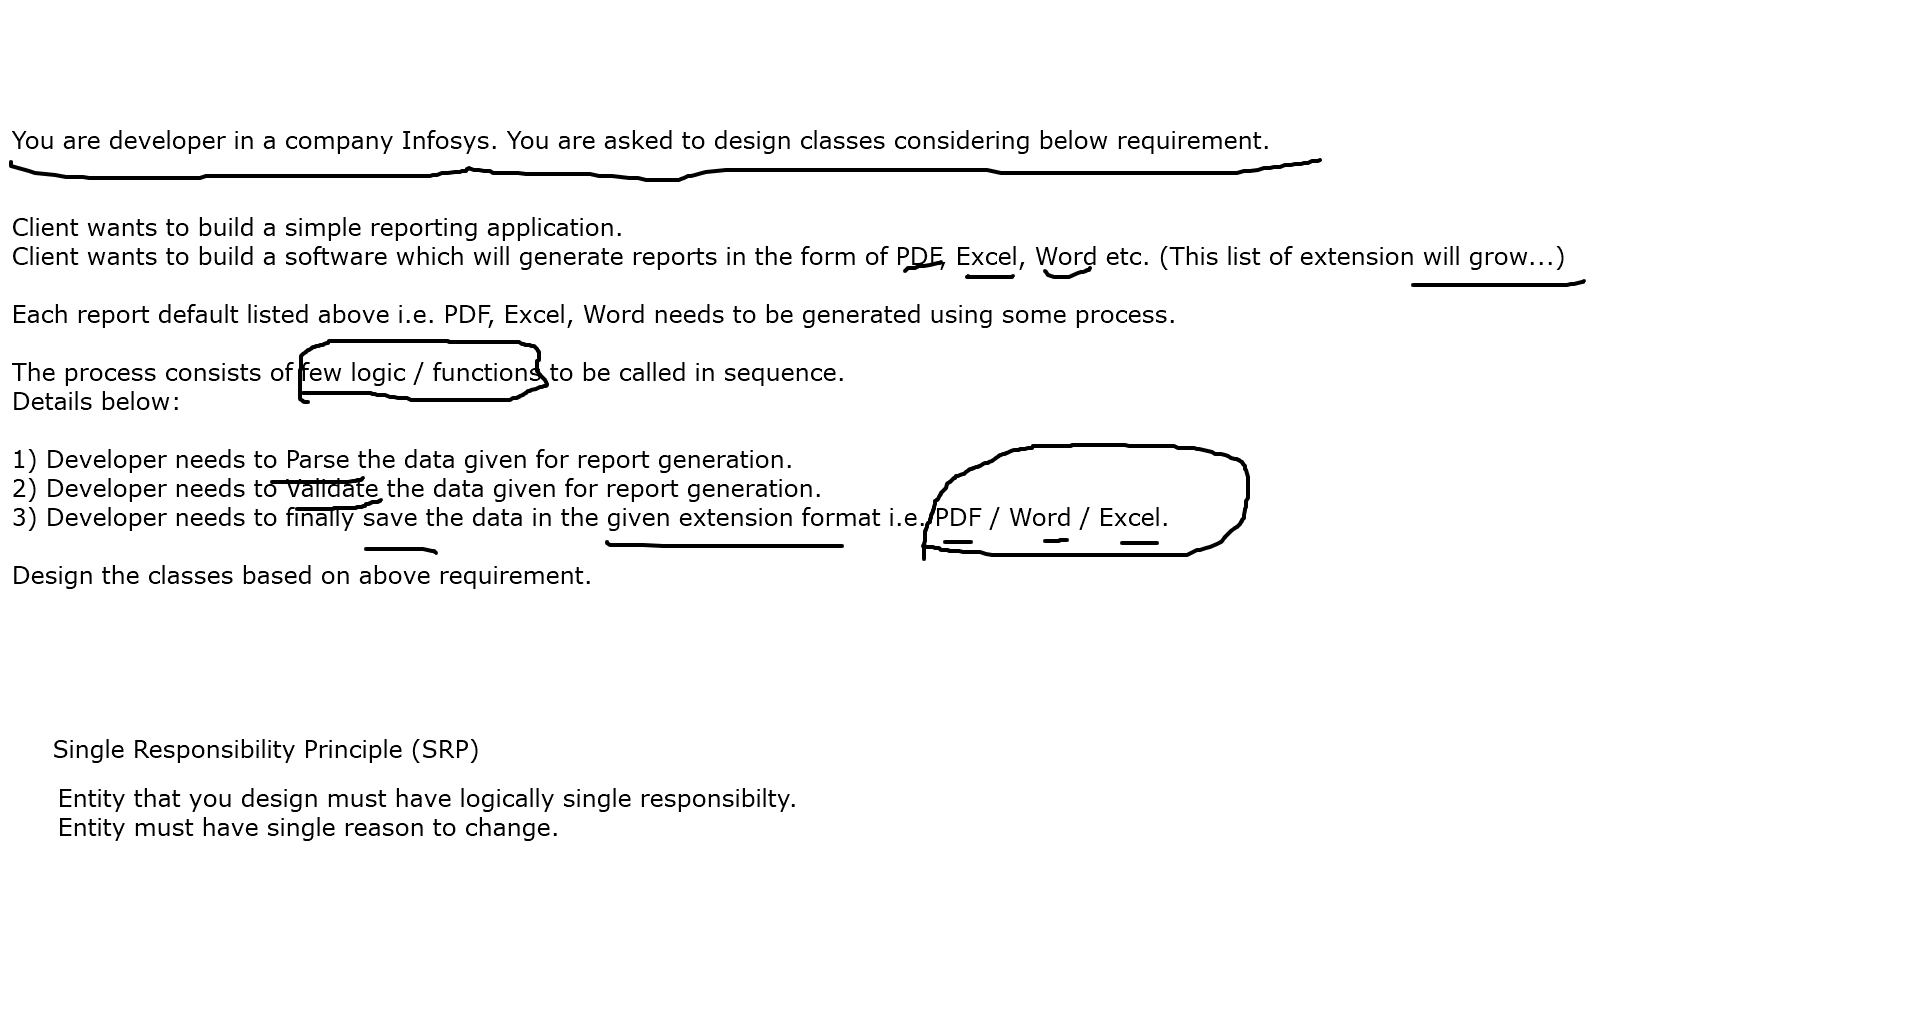 You are developer in a company Infosys. You are asked to design classes considering below requirement.
Client wants to build a simple reporting application.
Client wants to build a software which will generate reports in the form of PDF, Excel, Word etc. (This list of extension will grow...)
Each report default listed above i.e. PDF, Excel, Word needs to be generated using some process.
The process consists of few logic / functions to be called in sequence.
Details below:
1) Developer needs to Parse the data given for report generation.
2) Developer needs to Validate the data given for report generation.
3) Developer needs to finally save the data in the given extension format i.e. PDF / Word / Excel.
Design the classes based on above requirement.
Single Responsibility Principle (SRP)
Entity that you design must have logically single responsibilty.
Entity must have single reason to change.